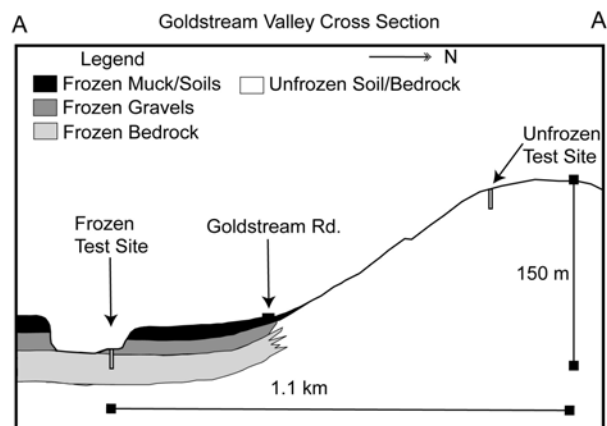 A
Goldstream Valley Cross Section
A
Legend
N
Frozen Muck/Soils
Unfrozen Soil/Bedrock
Frozen Gravels
Frozen Bedrock
Unfrozen
Test Site
Frozen
Test Site
Goldstream Rd.
150 m
1.1 km